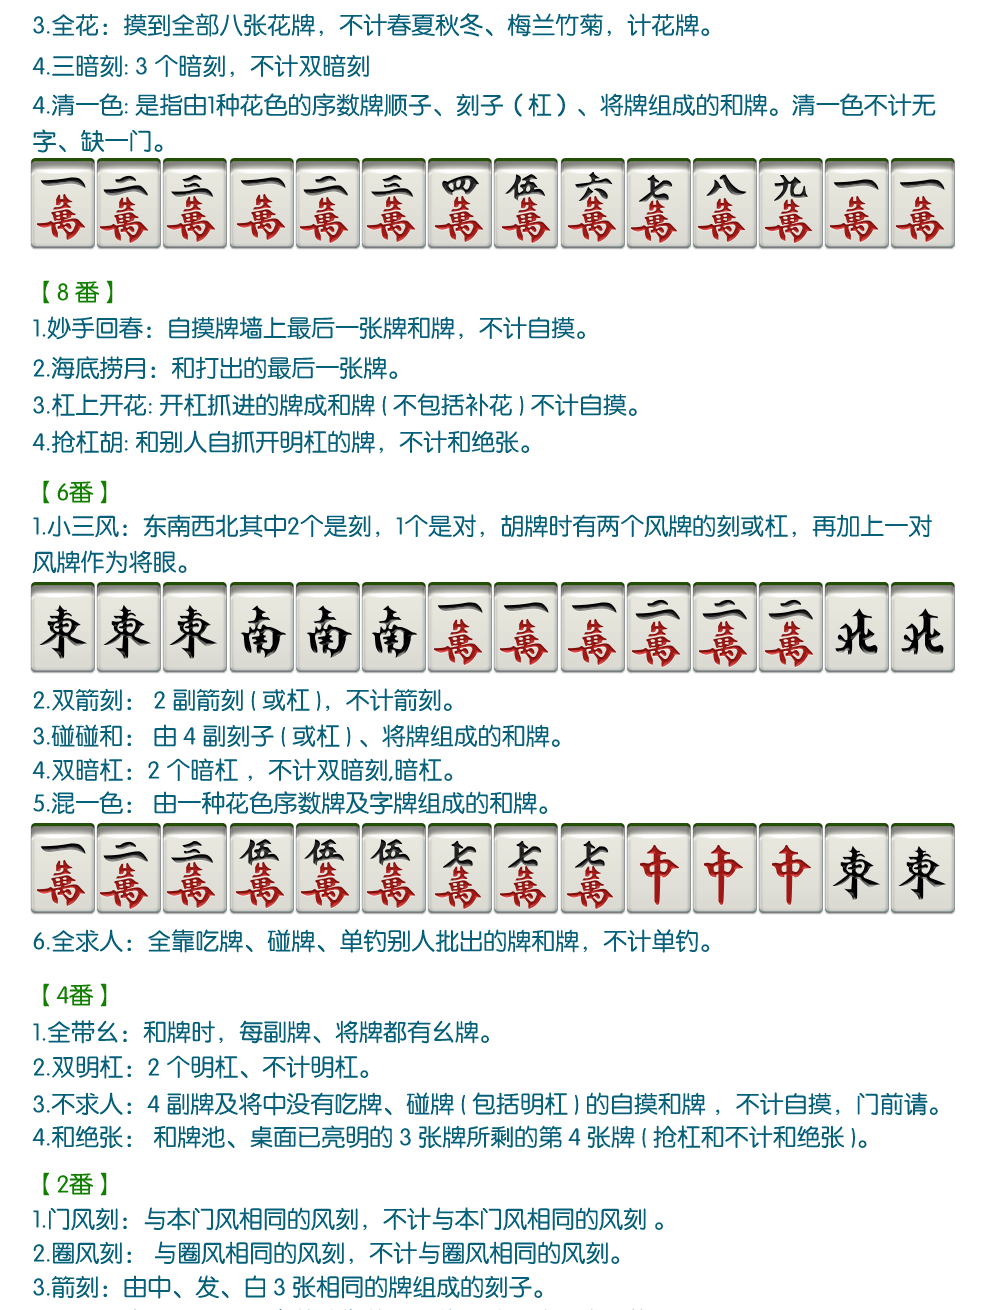 3.全花：摸到全部八张花牌，不计春夏秋冬、梅兰竹菊，计花牌。
4.三暗刻: 3 个暗刻，不计双暗刻
4.清一色: 是指由1种花色的序数牌顺子、刻子（杠）、将牌组成的和牌。清一色不计无
字、缺一门。
一萬 二萬 三萬 一萬 二萬 三萬 四萬 伍萬 六萬 七萬 八萬 九萬 一萬 一萬
【 8 番 】
1.妙手回春：自摸牌墙上最后一张牌和牌，不计自摸。
2.海底捞月：和打出的最后一张牌。
3.杠上开花: 开杠抓进的牌成和牌 ( 不包括补花 ) 不计自摸。
4.抢杠胡: 和别人自抓开明杠的牌，不计和绝张。
【 6番 】
1.小三风：东南西北其中2个是刻，1个是对，胡牌时有两个风牌的刻或杠，再加上一对
风牌作为将眼。
東 東 東 南 南 南 一萬 一萬 一萬 二萬 二萬 二萬 北 北
2.双箭刻： 2 副箭刻 ( 或杠 )，不计箭刻。
3.碰碰和： 由 4 副刻子 ( 或杠 ) 、将牌组成的和牌。
4.双暗杠：2 个暗杠 ，不计双暗刻,暗杠。
5.混一色： 由一种花色序数牌及字牌组成的和牌。
一萬 二萬 三萬 伍萬 伍萬 伍萬 七萬 七萬 七萬 中 中 中 東 東
6.全求人：全靠吃牌、碰牌、单钓别人批出的牌和牌，不计单钓。
【 4番 】
1.全带幺：和牌时，每副牌、将牌都有幺牌。
2.双明杠：2 个明杠、不计明杠。
3.不求人：4 副牌及将中没有吃牌、碰牌 ( 包括明杠 ) 的自摸和牌 ，不计自摸，门前请。
4.和绝张： 和牌池、桌面已亮明的 3 张牌所剩的第 4 张牌 ( 抢杠和不计和绝张 )。
【 2番 】
1.门风刻：与本门风相同的风刻，不计与本门风相同的风刻 。
2.圈风刻： 与圈风相同的风刻，不计与圈风相同的风刻。
3.箭刻：由中、发、白 3 张相同的牌组成的刻子。